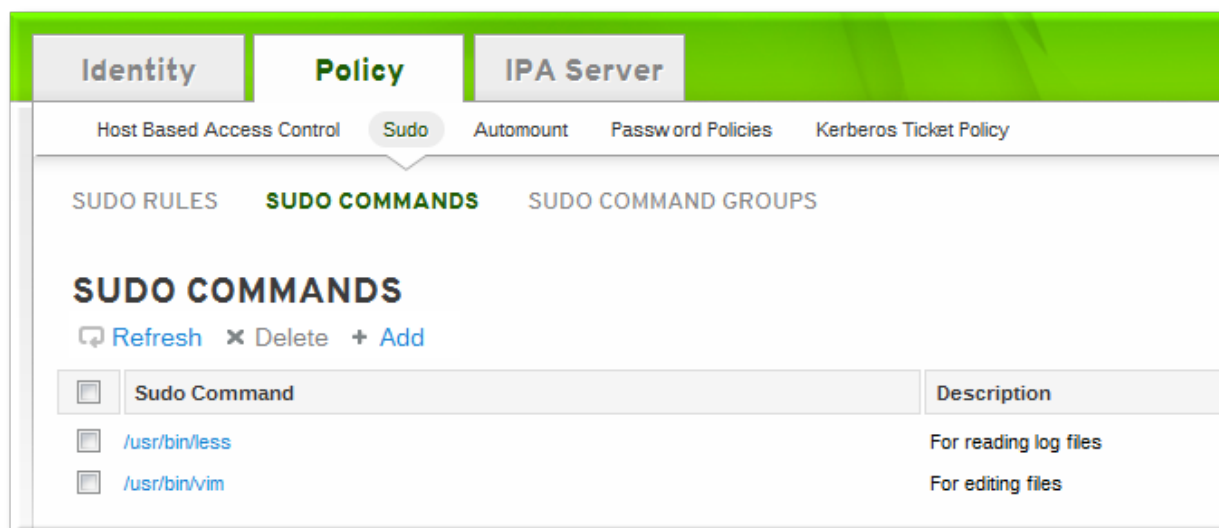 Identity Policy IPA Server
Host Based Access Control Sudo Automount Password Policies Kerberos Ticket Policy
SUDO RULES SUDO COMMANDS SUDO COMMAND GROUPS
SUDO COMMANDS
Refresh Delete Add
Sudo Command Description
/usr/bin/less For reading log files
/usr/bin/vim For editing files